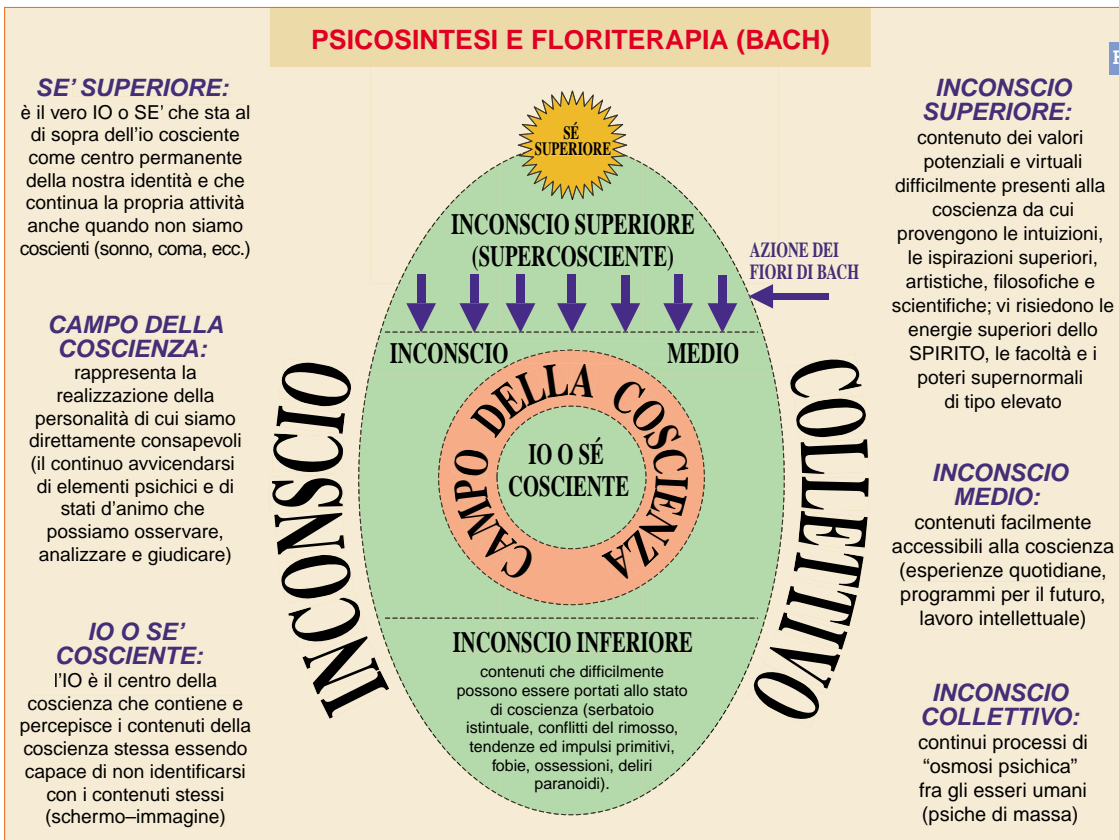 PSICOSINTESI E FLORITERAPIA (BACH)
SE’ SUPERIORE:
è il vero IO o SE’ che sta al
di sopra dell’io cosciente
come centro permanente
della nostra identità e che
continua la propria attività
anche quando non siamo
coscienti (sonno, coma, ecc.)
CAMPO DELLA
COSCIENZA:
rappresenta la
realizzazione della
personalità di cui siamo
direttamente consapevoli
(il continuo avvicendarsi
di elementi psichici e di
stati d’animo che
possiamo osservare,
analizzare e giudicare)
IO O SE’
COSCIENTE:
l’IO è il centro della
coscienza che contiene e
percepisce i contenuti della
coscienza stessa essendo
capace di non identificarsi
con i contenuti stessi
(schermo–immagine)
SÉ
SUPERIORE
INCONSCIO SUPERIORE
(SUPERCOSCIENTE)
AZIONE DEI
FIORI DI BACH
INCONSCIO MEDIO
CAMPO DELLA COSCIENZA
IO O SÉ
COSCIENTE
INCONSCIO COLLETTIVO
INCONSCIO INFERIORE
contenuti che difficilmente
possono essere portati allo stato
di coscienza (serbatoio
istintuale, conflitti del rimosso,
tendenze ed impulsi primitivi,
fobie, ossessioni, deliri
paranoidi).
INCONSCIO
SUPERIORE:
contenuto dei valori
potenziali e virtuali
difficilmente presenti alla
coscienza da cui
provengono le intuizioni,
le ispirazioni superiori,
artistiche, filosofiche e
scientifiche; vi risiedono le
energie superiori dello
SPIRITO, le facoltà e i
poteri supernormali
di tipo elevato
INCONSCIO
MEDIO:
contenuti facilmente
accessibili alla coscienza
(esperienze quotidiane,
programmi per il futuro,
lavoro intellettuale)
INCONSCIO
COLLETTIVO:
continui processi di
“osmosi psichica”
fra gli esseri umani
(psiche di massa)